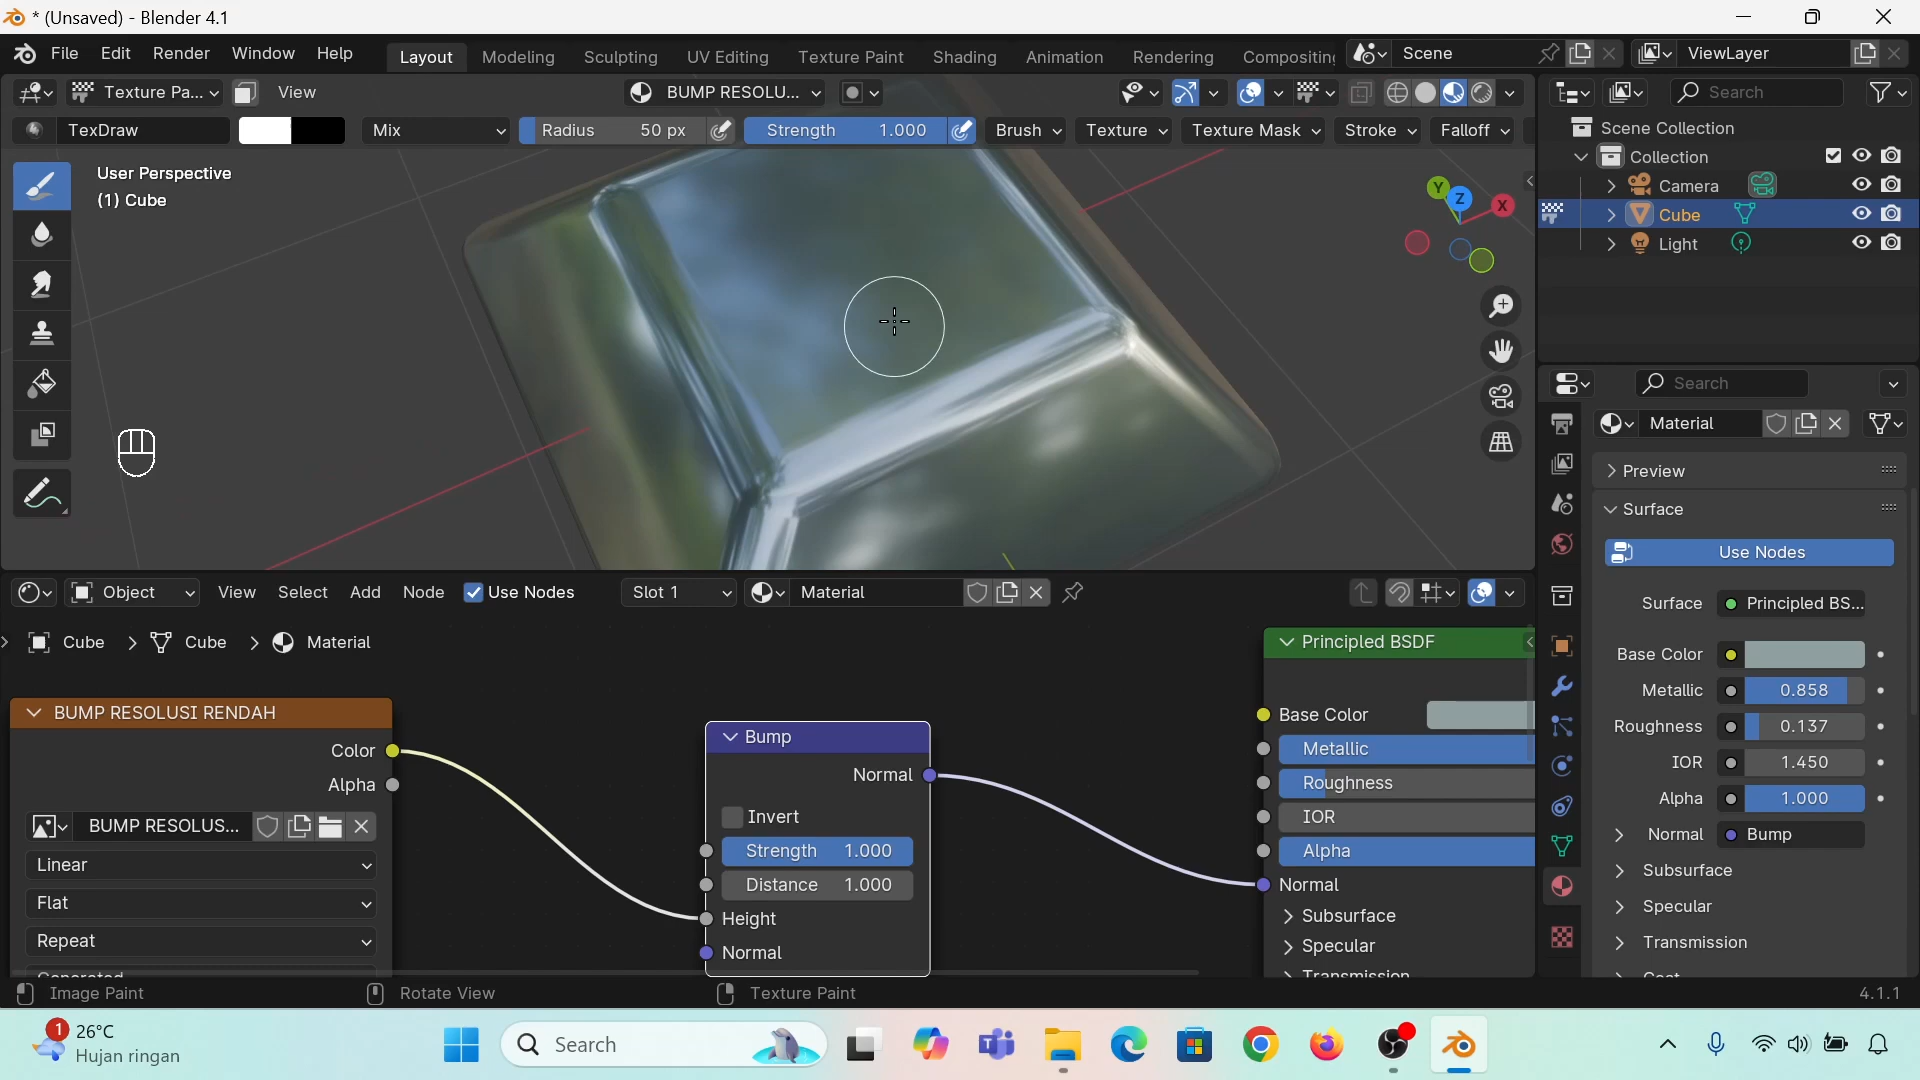 * (Unsaved) - Blender 4.1
File Edit Render Window Help Layout Modeling Sculpting UV Editing Texture Paint Shading Animation Rendering Compositing Scene ViewLayer
Texture Pa... View BUMP RESOLU...
TexDraw Mix Radius 50 px Strength 1.000 Brush Texture Texture Mask Stroke Falloff
User Perspective
(1) Cube
Y Z X
Search
Scene Collection
Collection
Camera
Cube
Light
Search
Material
Preview
Surface
Use Nodes
Surface Principled BS...
Base Color
Metallic 0.858
Roughness 0.137
IOR 1.450
Alpha 1.000
Normal Bump
Subsurface
Specular
Transmission
Object View Select Add Node Use Nodes Slot 1 Material
Cube Cube Material
BUMP RESOLUSI RENDAH
Color
Alpha
BUMP RESOLUS...
Linear
Flat
Repeat
Generated
Bump
Normal
Invert
Strength 1.000
Distance 1.000
Height
Normal
Principled BSDF
Base Color
Metallic
Roughness
IOR
Alpha
Normal
Subsurface
Specular
Transmission
Image Paint Rotate View Texture Paint 4.1.1
1
26°C
Hujan ringan
Search